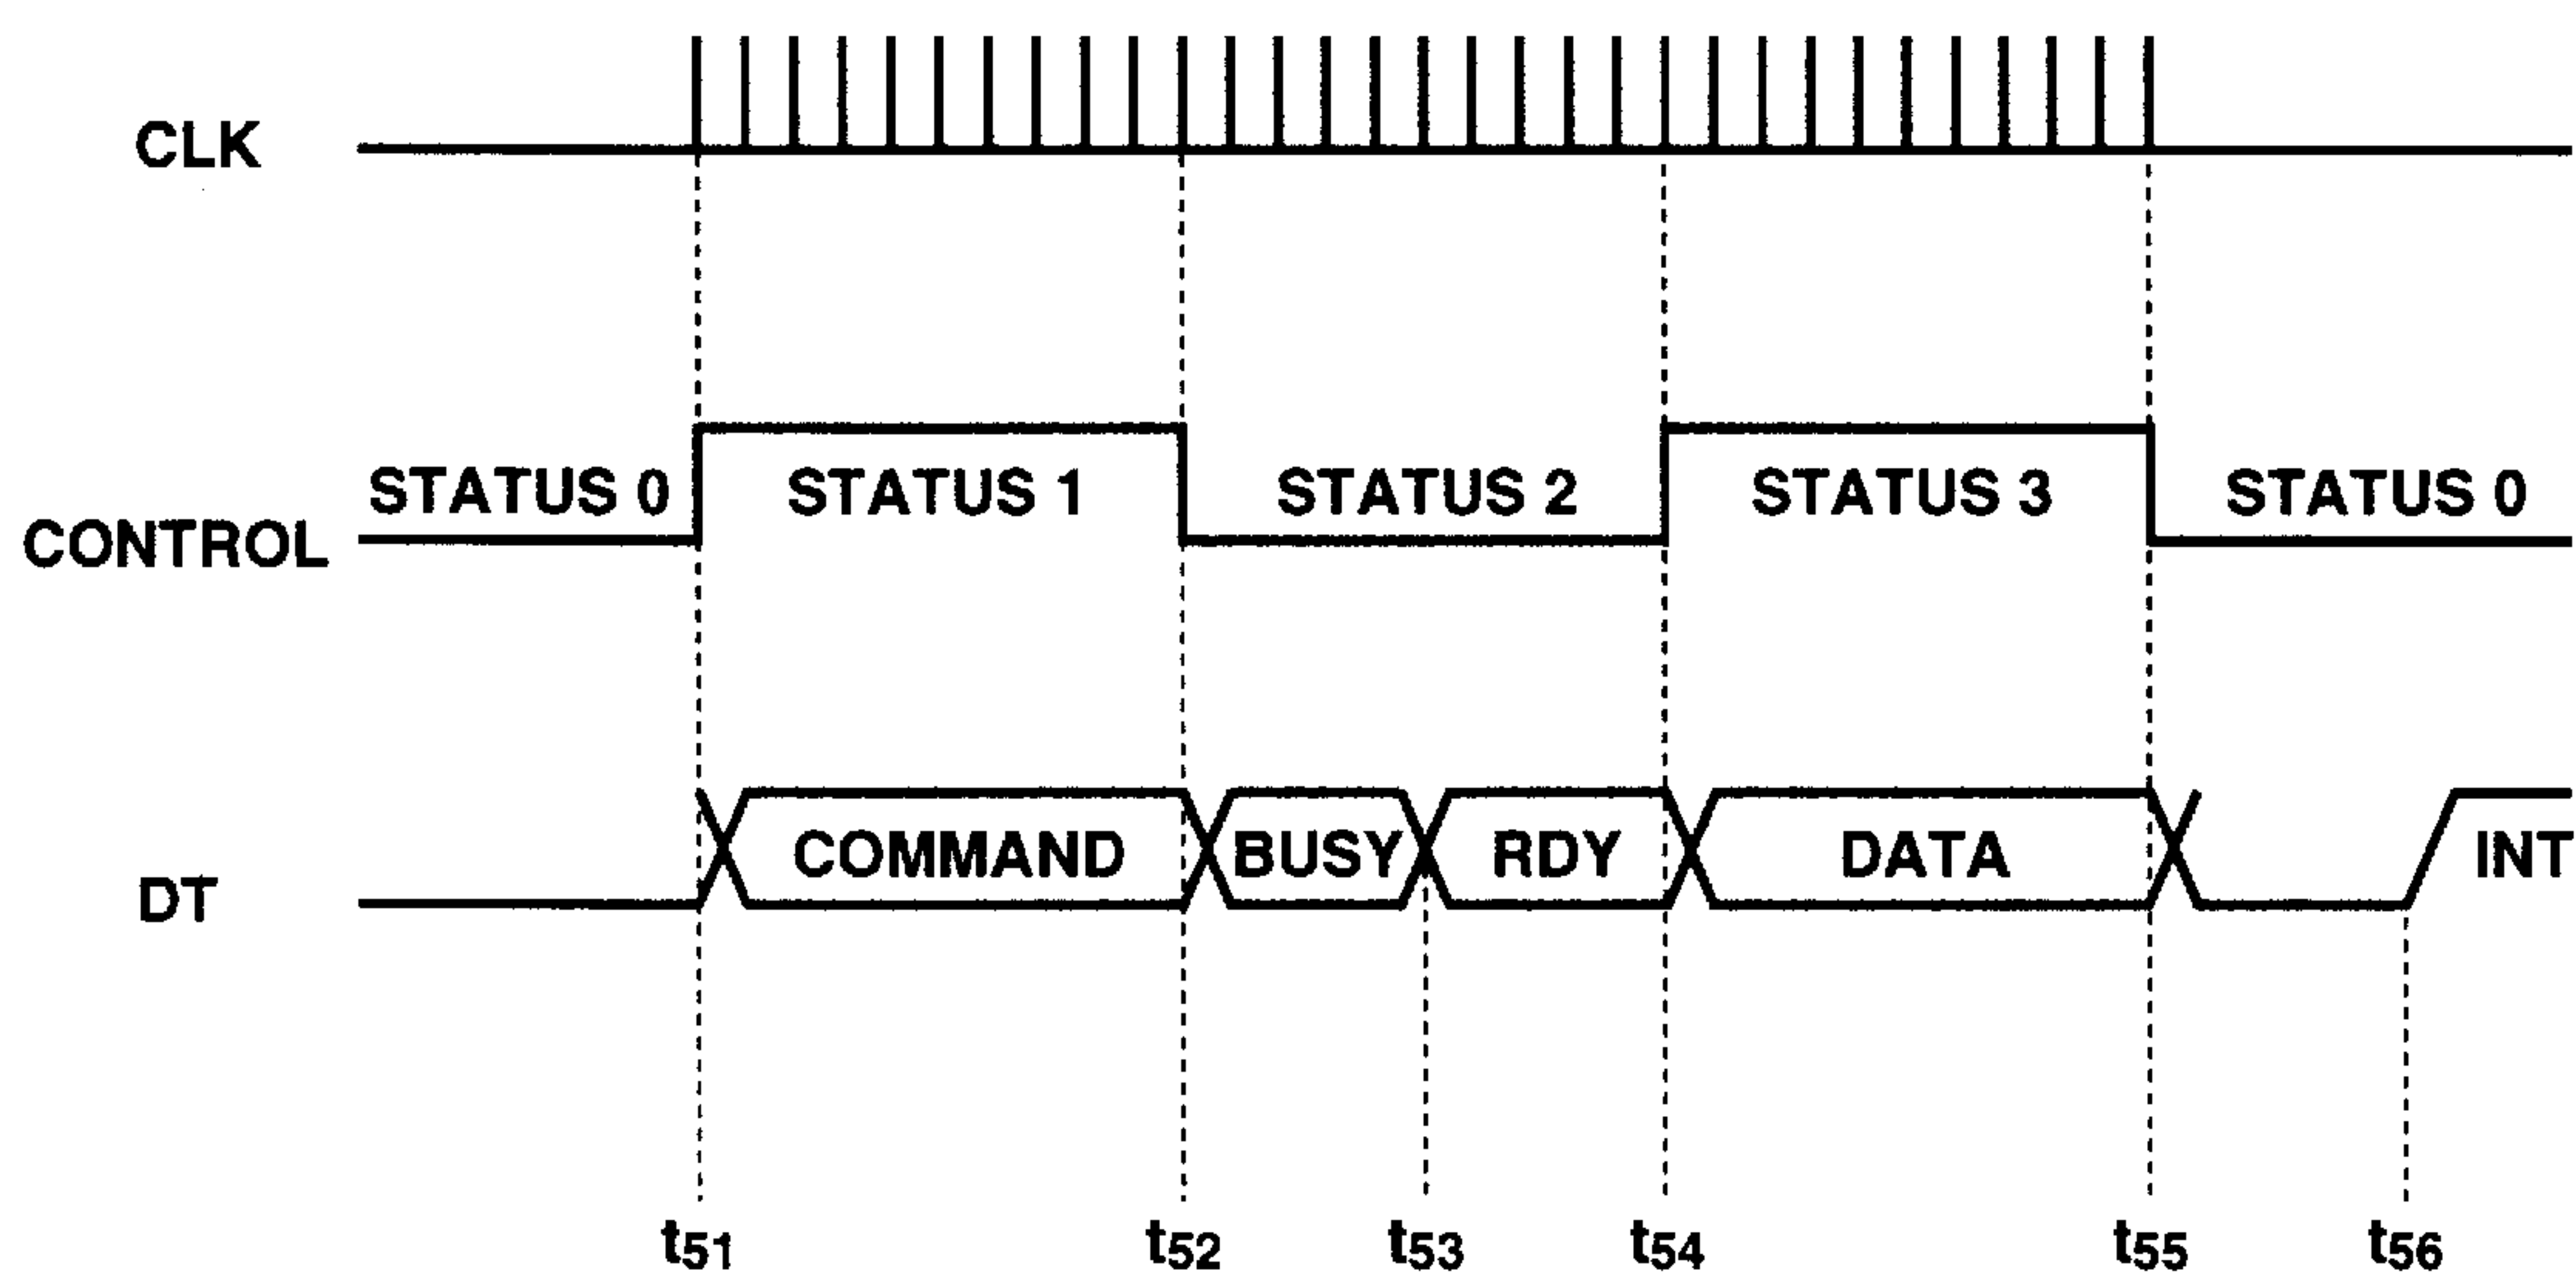 CLK
STATUS 0 STATUS 1 STATUS 2 STATUS 3 STATUS 0
CONTROL
COMMAND BUSY RDY DATA INT
DT
t51 t52 t53 t54 t55 t56